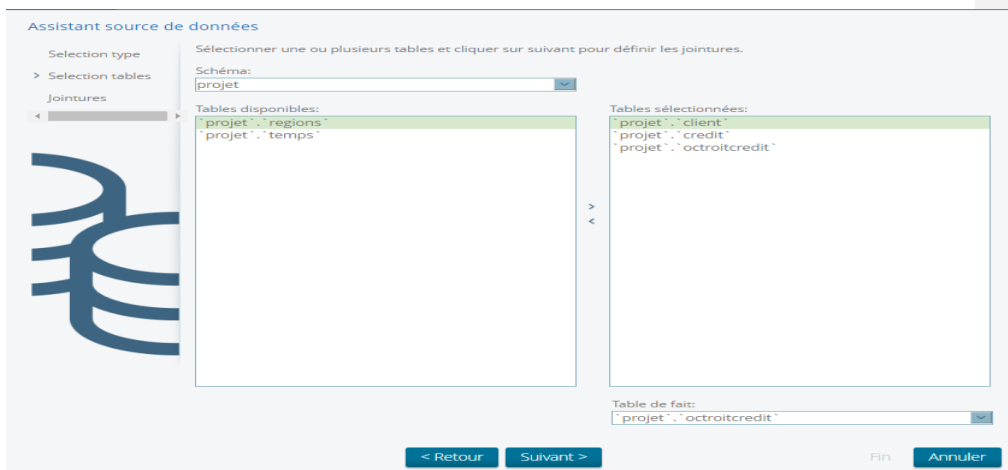 Assistant source de données
Selection type
> Selection tables
Jointures
Sélectionner une ou plusieurs tables et cliquer sur suivant pour définir les jointures.
Schéma:
projet
Tables disponibles:
`projet`.`regions`
`projet`.`temps`
>
<
Tables sélectionnées:
`projet`.`client`
`projet`.`credit`
`projet`.`octroitcredit`
Table de fait:
`projet`.`octroitcredit`
< Retour
Suivant >
Fin
Annuler